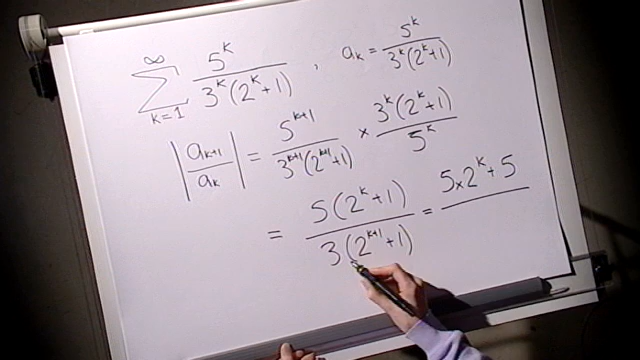 ∞∑k=1 5^k / 3^k(2^k+1) , a_k = 5^k / 3^k(2^k+1)
|a_{k+1} / a_k| = 5^{k+1} / 3^{k+1}(2^{k+1}+1) × 3^k(2^k+1) / 5^k
= 5(2^k+1) / 3(2^{k+1}+1) = 5×2^k+5